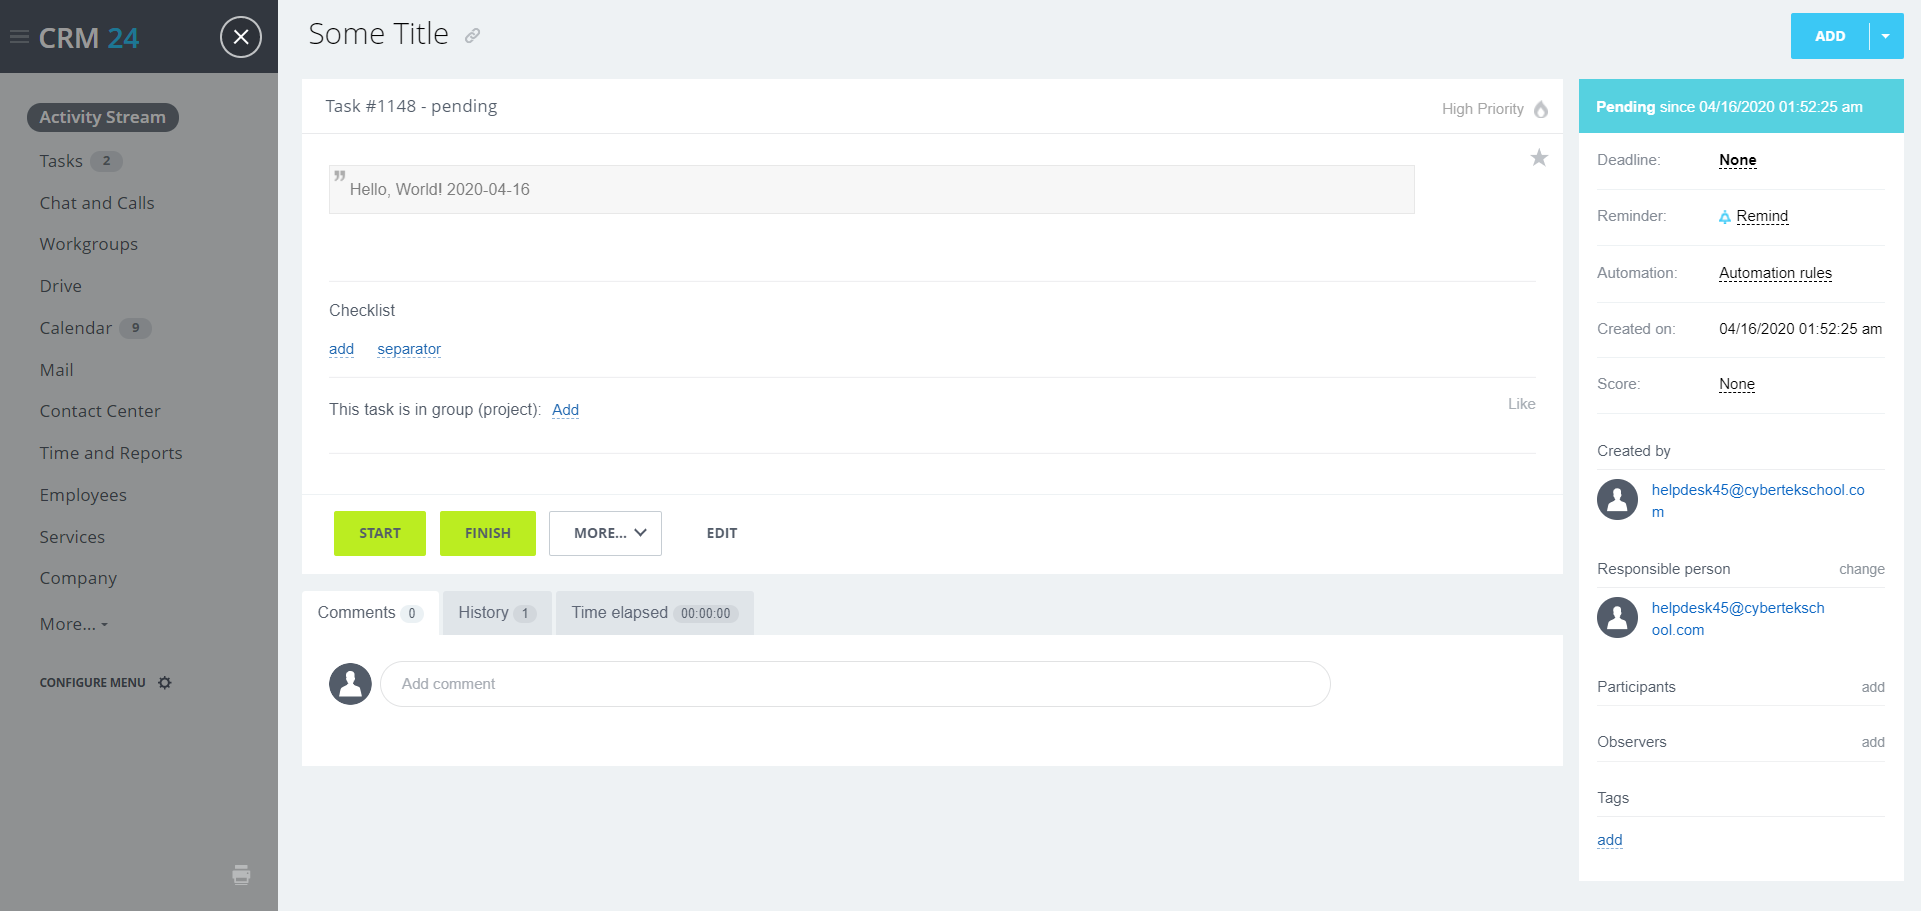 CRM 24
Activity Stream
Tasks 2
Chat and Calls
Workgroups
Drive
Calendar 9
Mail
Contact Center
Time and Reports
Employees
Services
Company
More...
CONFIGURE MENU
Some Title
ADD
Task #1148 - pending
High Priority
Hello, World! 2020-04-16
Checklist
add separator
This task is in group (project): Add
Like
START FINISH MORE... EDIT
Comments 0 History 1 Time elapsed 00:00:00
Add comment
Pending since 04/16/2020 01:52:25 am
Deadline: None
Reminder: Remind
Automation: Automation rules
Created on: 04/16/2020 01:52:25 am
Score: None
Created by
helpdesk45@cybertekschool.co
m
Responsible person change
helpdesk45@cyberteksch
ool.com
Participants add
Observers add
Tags
add